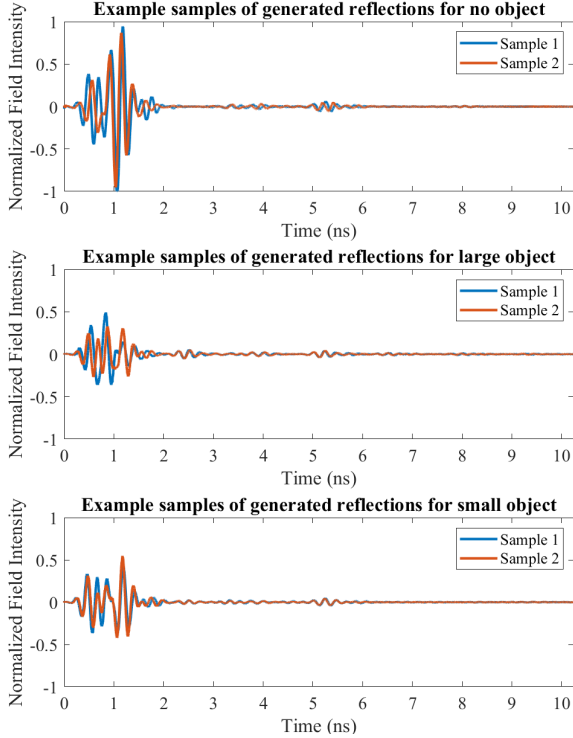 Example samples of generated reflections for no object
Normalized Field Intensity
1
0.5
0
-0.5
-1
Sample 1
Sample 2
0 1 2 3 4 5 6 7 8 9 10
Time (ns)
Example samples of generated reflections for large object
Normalized Field Intensity
1
0.5
0
-0.5
-1
Sample 1
Sample 2
0 1 2 3 4 5 6 7 8 9 10
Time (ns)
Example samples of generated reflections for small object
Normalized Field Intensity
1
0.5
0
-0.5
-1
Sample 1
Sample 2
0 1 2 3 4 5 6 7 8 9 10
Time (ns)